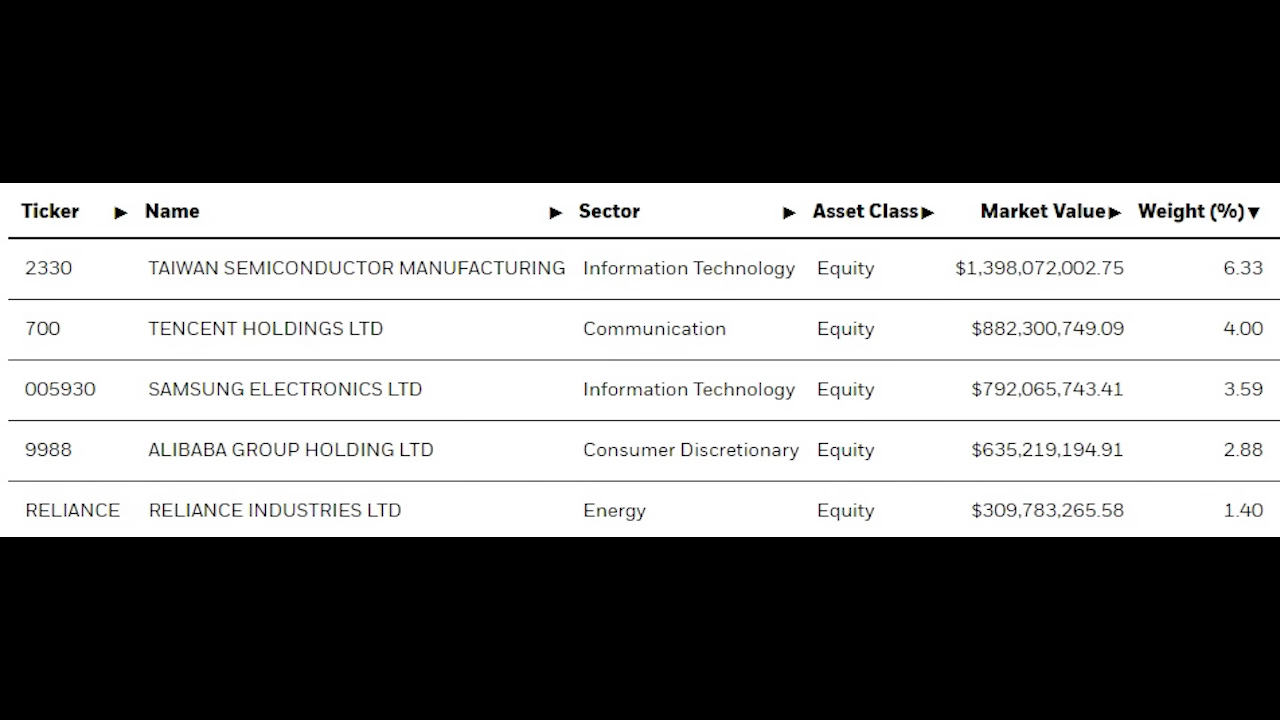 Ticker Name Sector Asset Class Market Value Weight (%)
2330 TAIWAN SEMICONDUCTOR MANUFACTURING Information Technology Equity $1,398,072,002.75 6.33
700 TENCENT HOLDINGS LTD Communication Equity $882,300,749.09 4.00
005930 SAMSUNG ELECTRONICS LTD Information Technology Equity $792,065,743.41 3.59
9988 ALIBABA GROUP HOLDING LTD Consumer Discretionary Equity $635,219,194.91 2.88
RELIANCE RELIANCE INDUSTRIES LTD Energy Equity $309,783,265.58 1.40